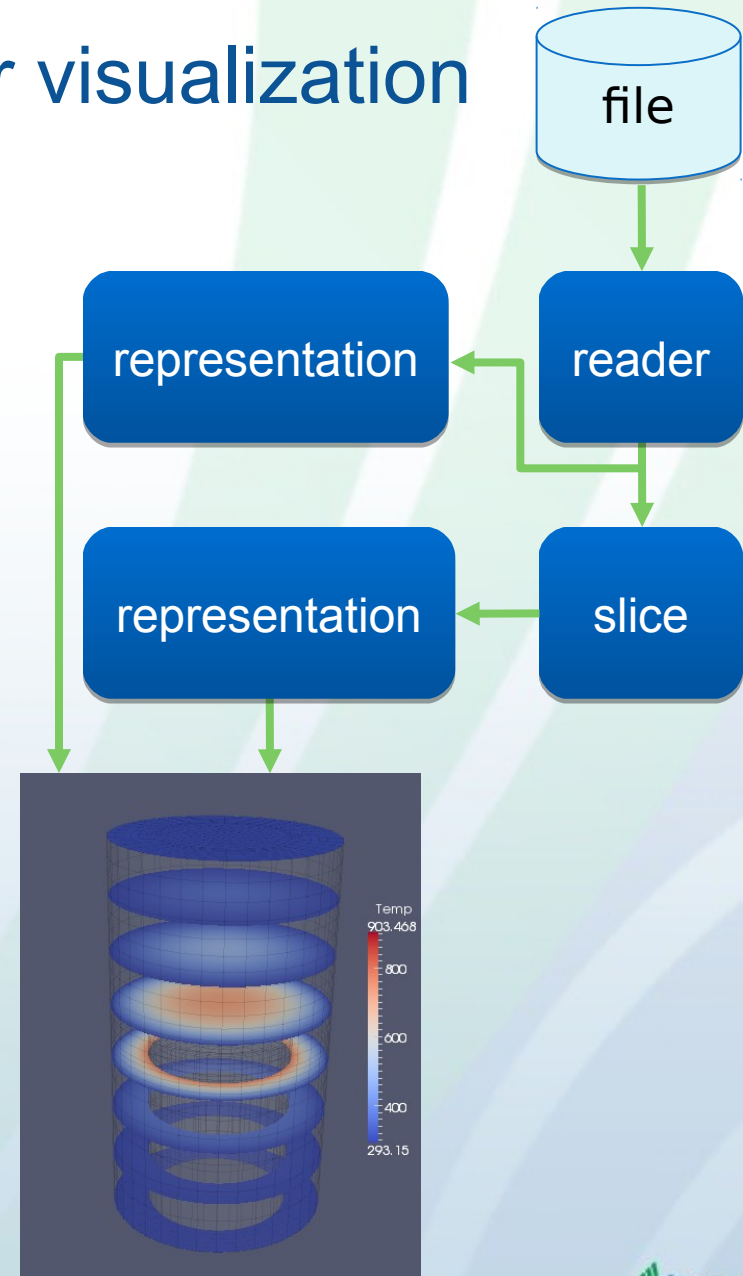 r visualization
file
representation
reader
representation
slice
Temp
903.468
800
600
400
293.15